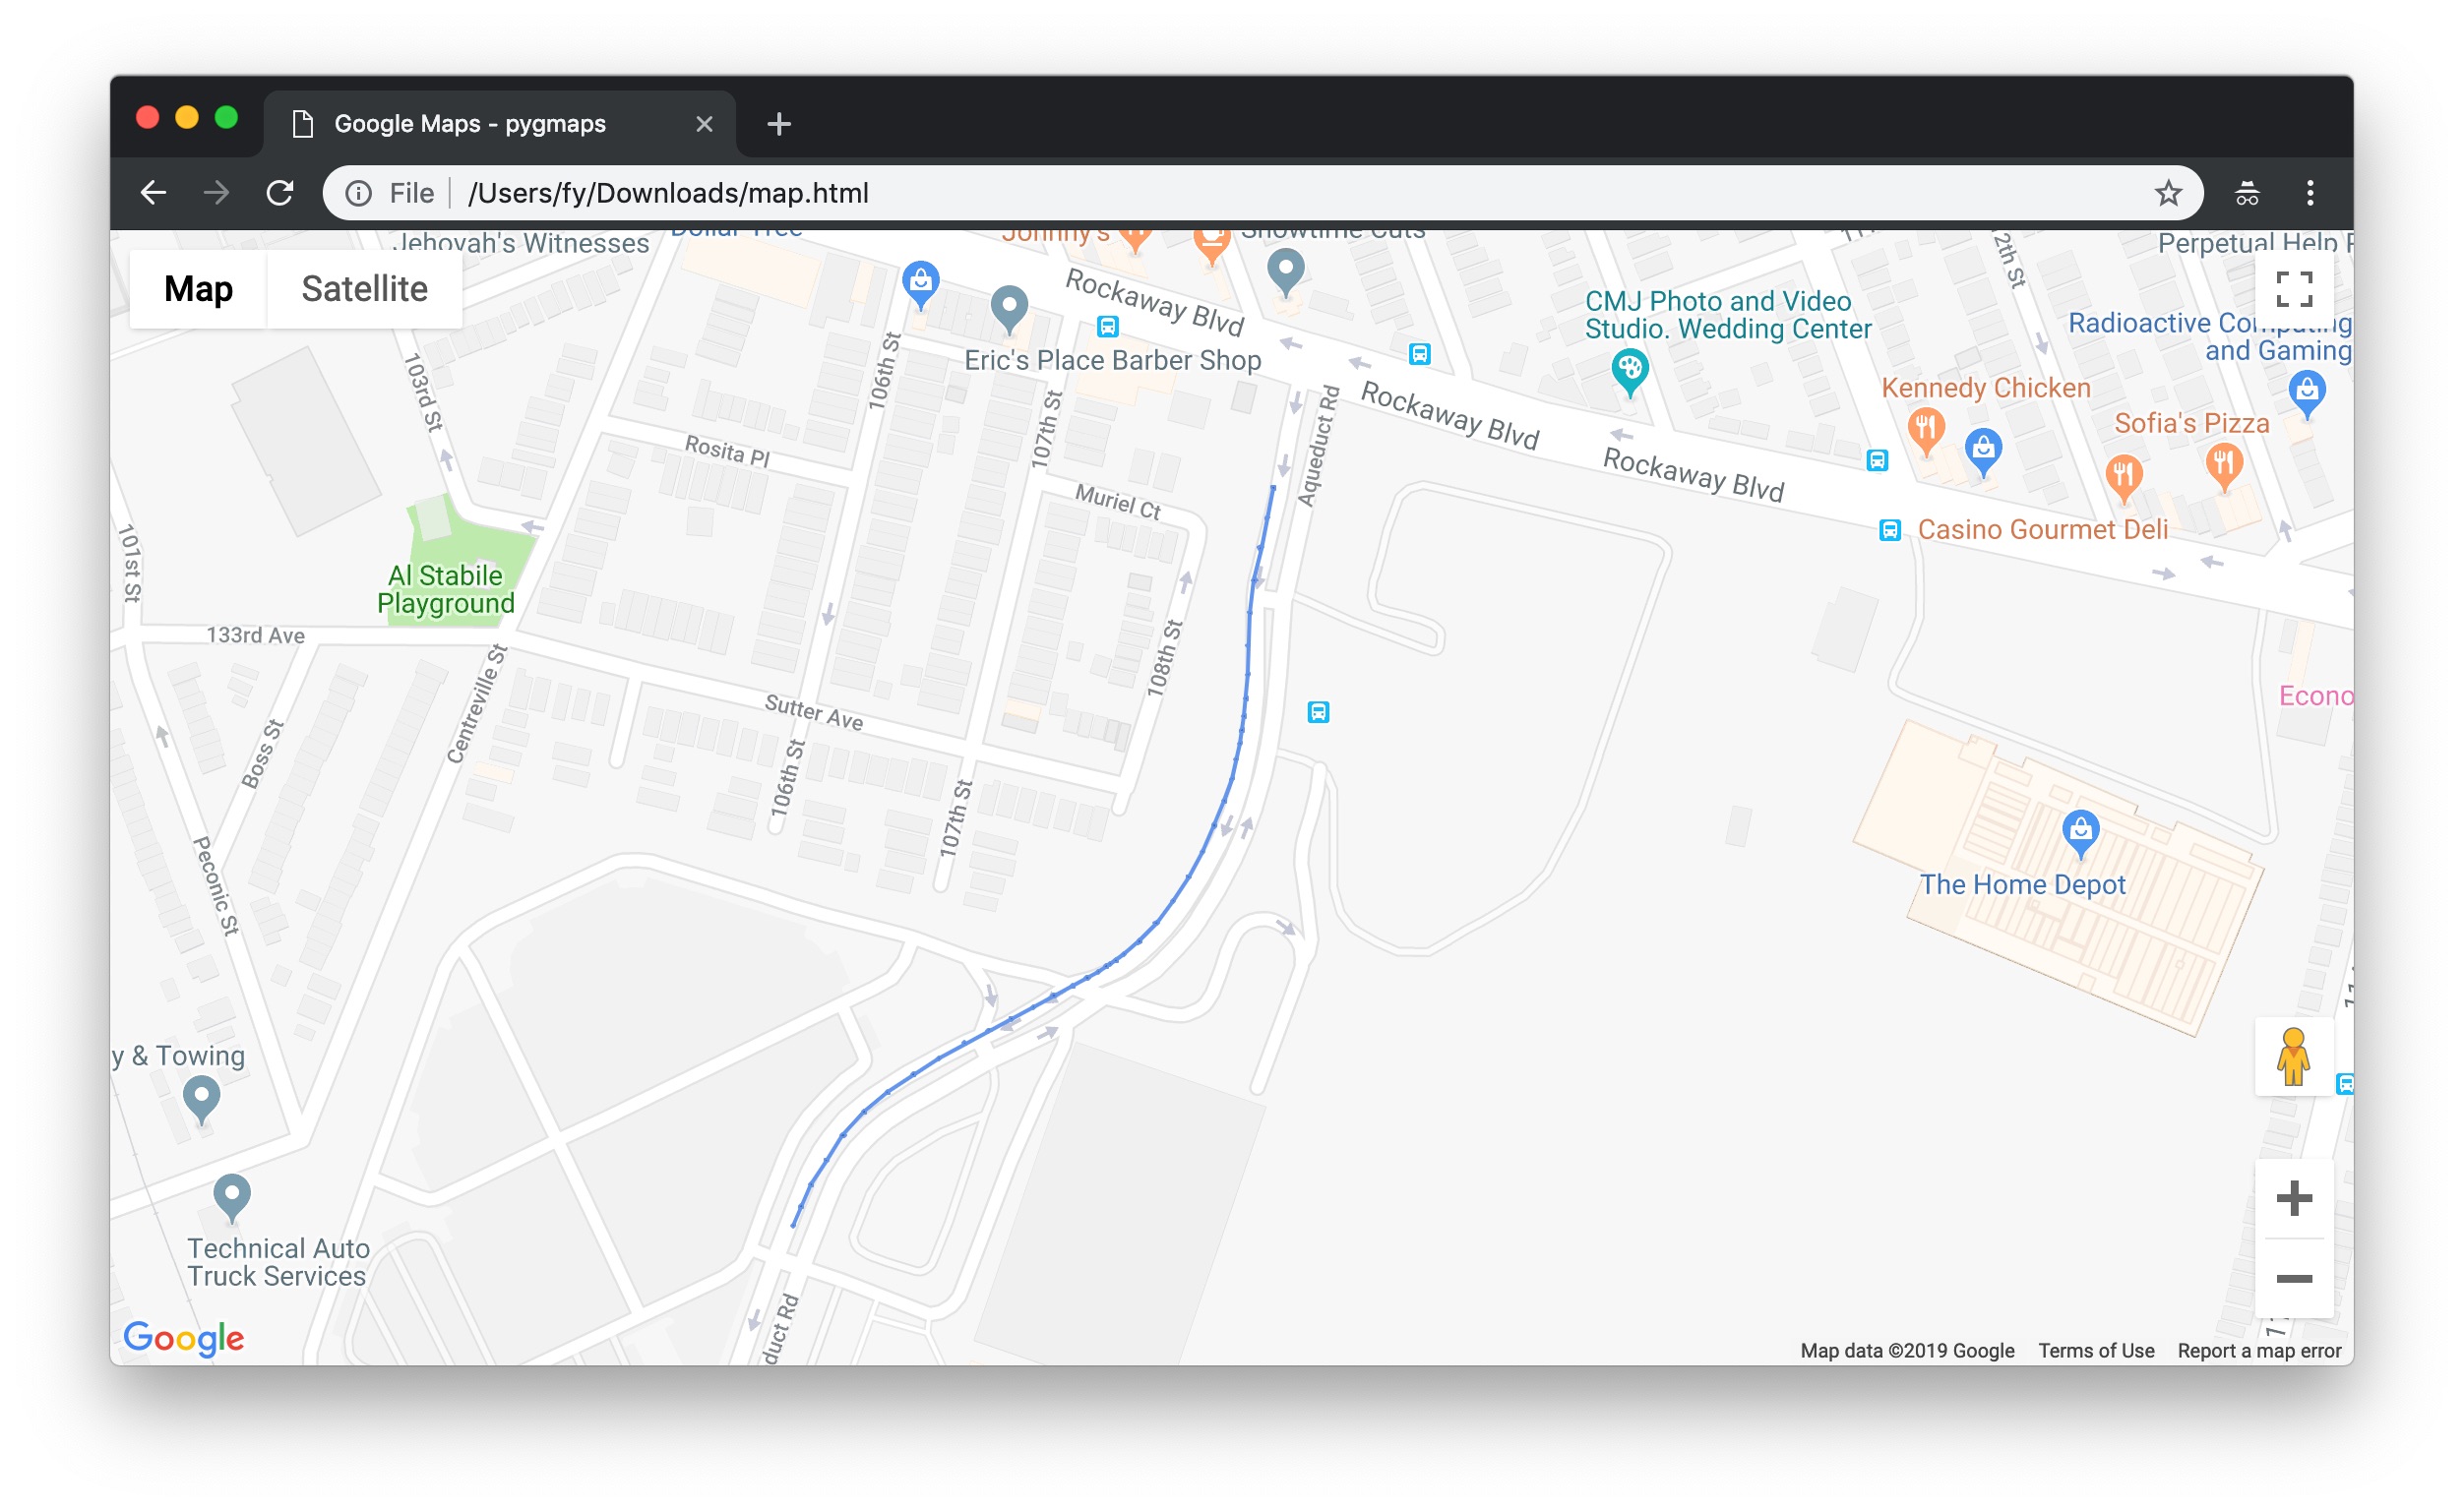 Google Maps - pygmaps
File
/Users/fy/Downloads/map.html
Jehovah's Witnesses
Dollar Tree
Johnny's
Showtime Cuts
Perpetual Help
Map
Satellite
Rockaway Blvd
12th St
CMJ Photo and Video
Studio. Wedding Center
Radioactive Computing
and Gaming
Eric's Place Barber Shop
103rd St
106th St
107th St
Aqueduct Rd
Rockaway Blvd
Kennedy Chicken
Sofia's Pizza
Rosita Pl
Muriel Ct
Rockaway Blvd
Casino Gourmet Deli
101st St
Al Stabile
Playground
133rd Ave
108th St
Centreville St
Sutter Ave
Econo
Boss St
106th St
107th St
Peconic St
The Home Depot
y & Towing
Technical Auto
Truck Services
duct Rd
Google
Map data ©2019 Google
Terms of Use
Report a map error